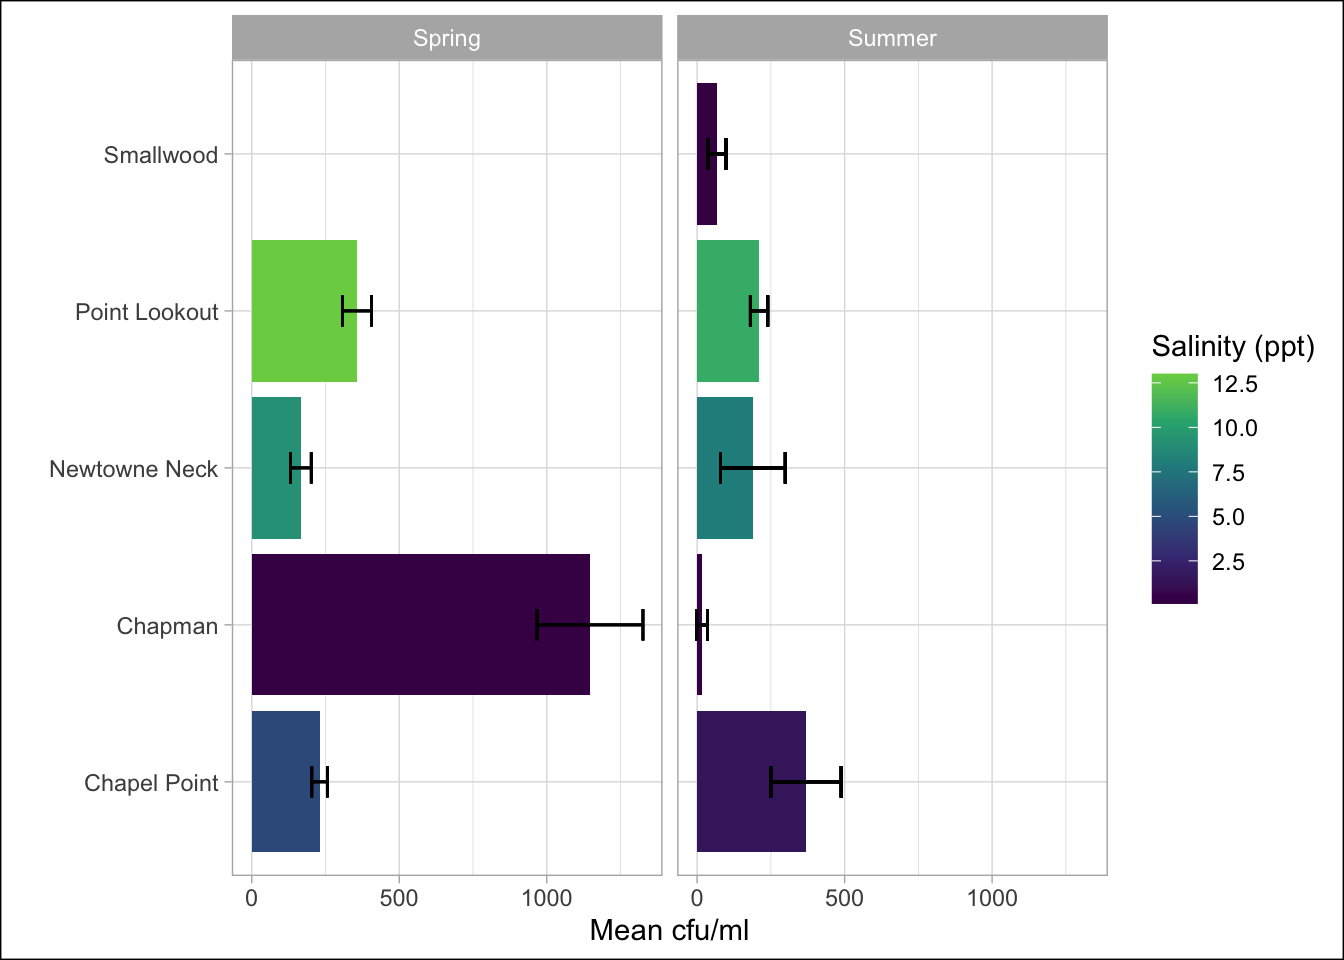 Spring
Summer
Smallwood
Point Lookout
Newtowne Neck
Chapman
Chapel Point
0 500 1000
0 500 1000
Mean cfu/ml
Salinity (ppt)
12.5
10.0
7.5
5.0
2.5